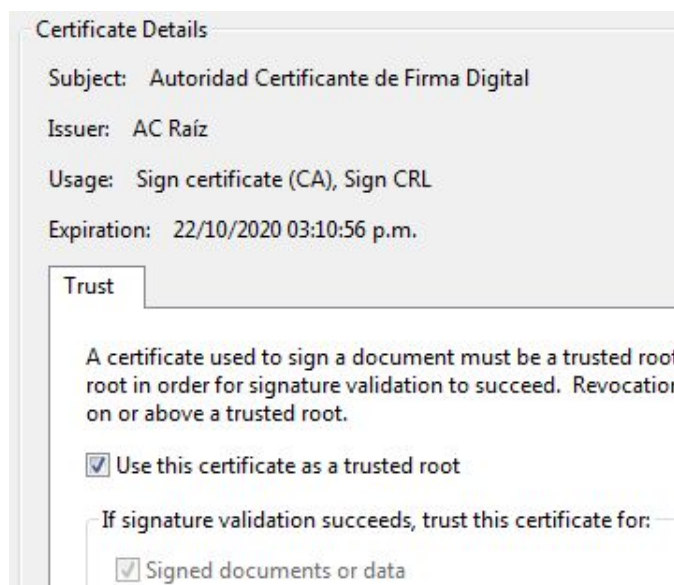 Certificate Details
Subject: Autoridad Certificante de Firma Digital
Issuer: AC Raíz
Usage: Sign certificate (CA), Sign CRL
Expiration: 22/10/2020 03:10:56 p.m.
Trust
A certificate used to sign a document must be a trusted root
root in order for signature validation to succeed. Revocation
on or above a trusted root.
Use this certificate as a trusted root
If signature validation succeeds, trust this certificate for:
Signed documents or data